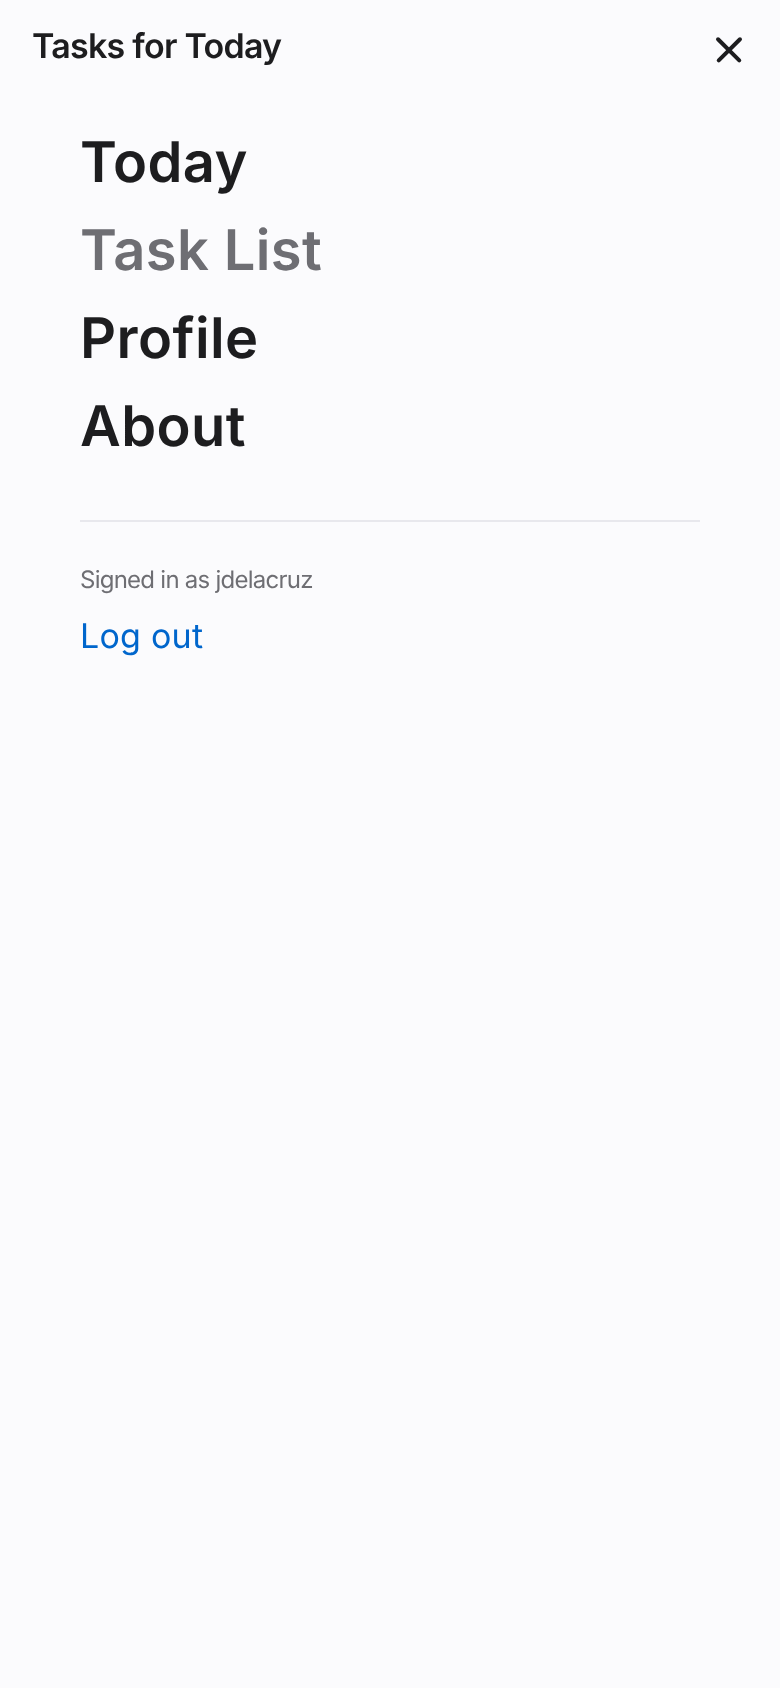 Tasks for Today
Today
Task List
Profile
About
Signed in as jdelacruz
Log out